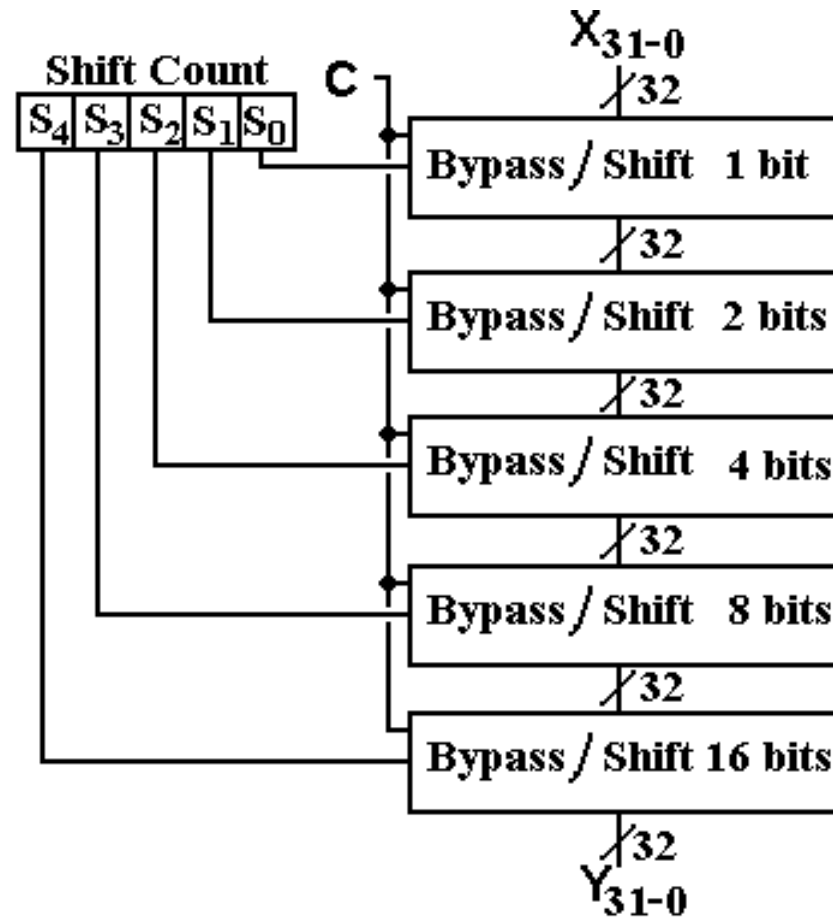 X31-0
32
Shift Count
C
S4 S3 S2 S1 S0
Bypass / Shift 1 bit
32
Bypass / Shift 2 bits
32
Bypass / Shift 4 bits
32
Bypass / Shift 8 bits
32
Bypass / Shift 16 bits
32
Y31-0